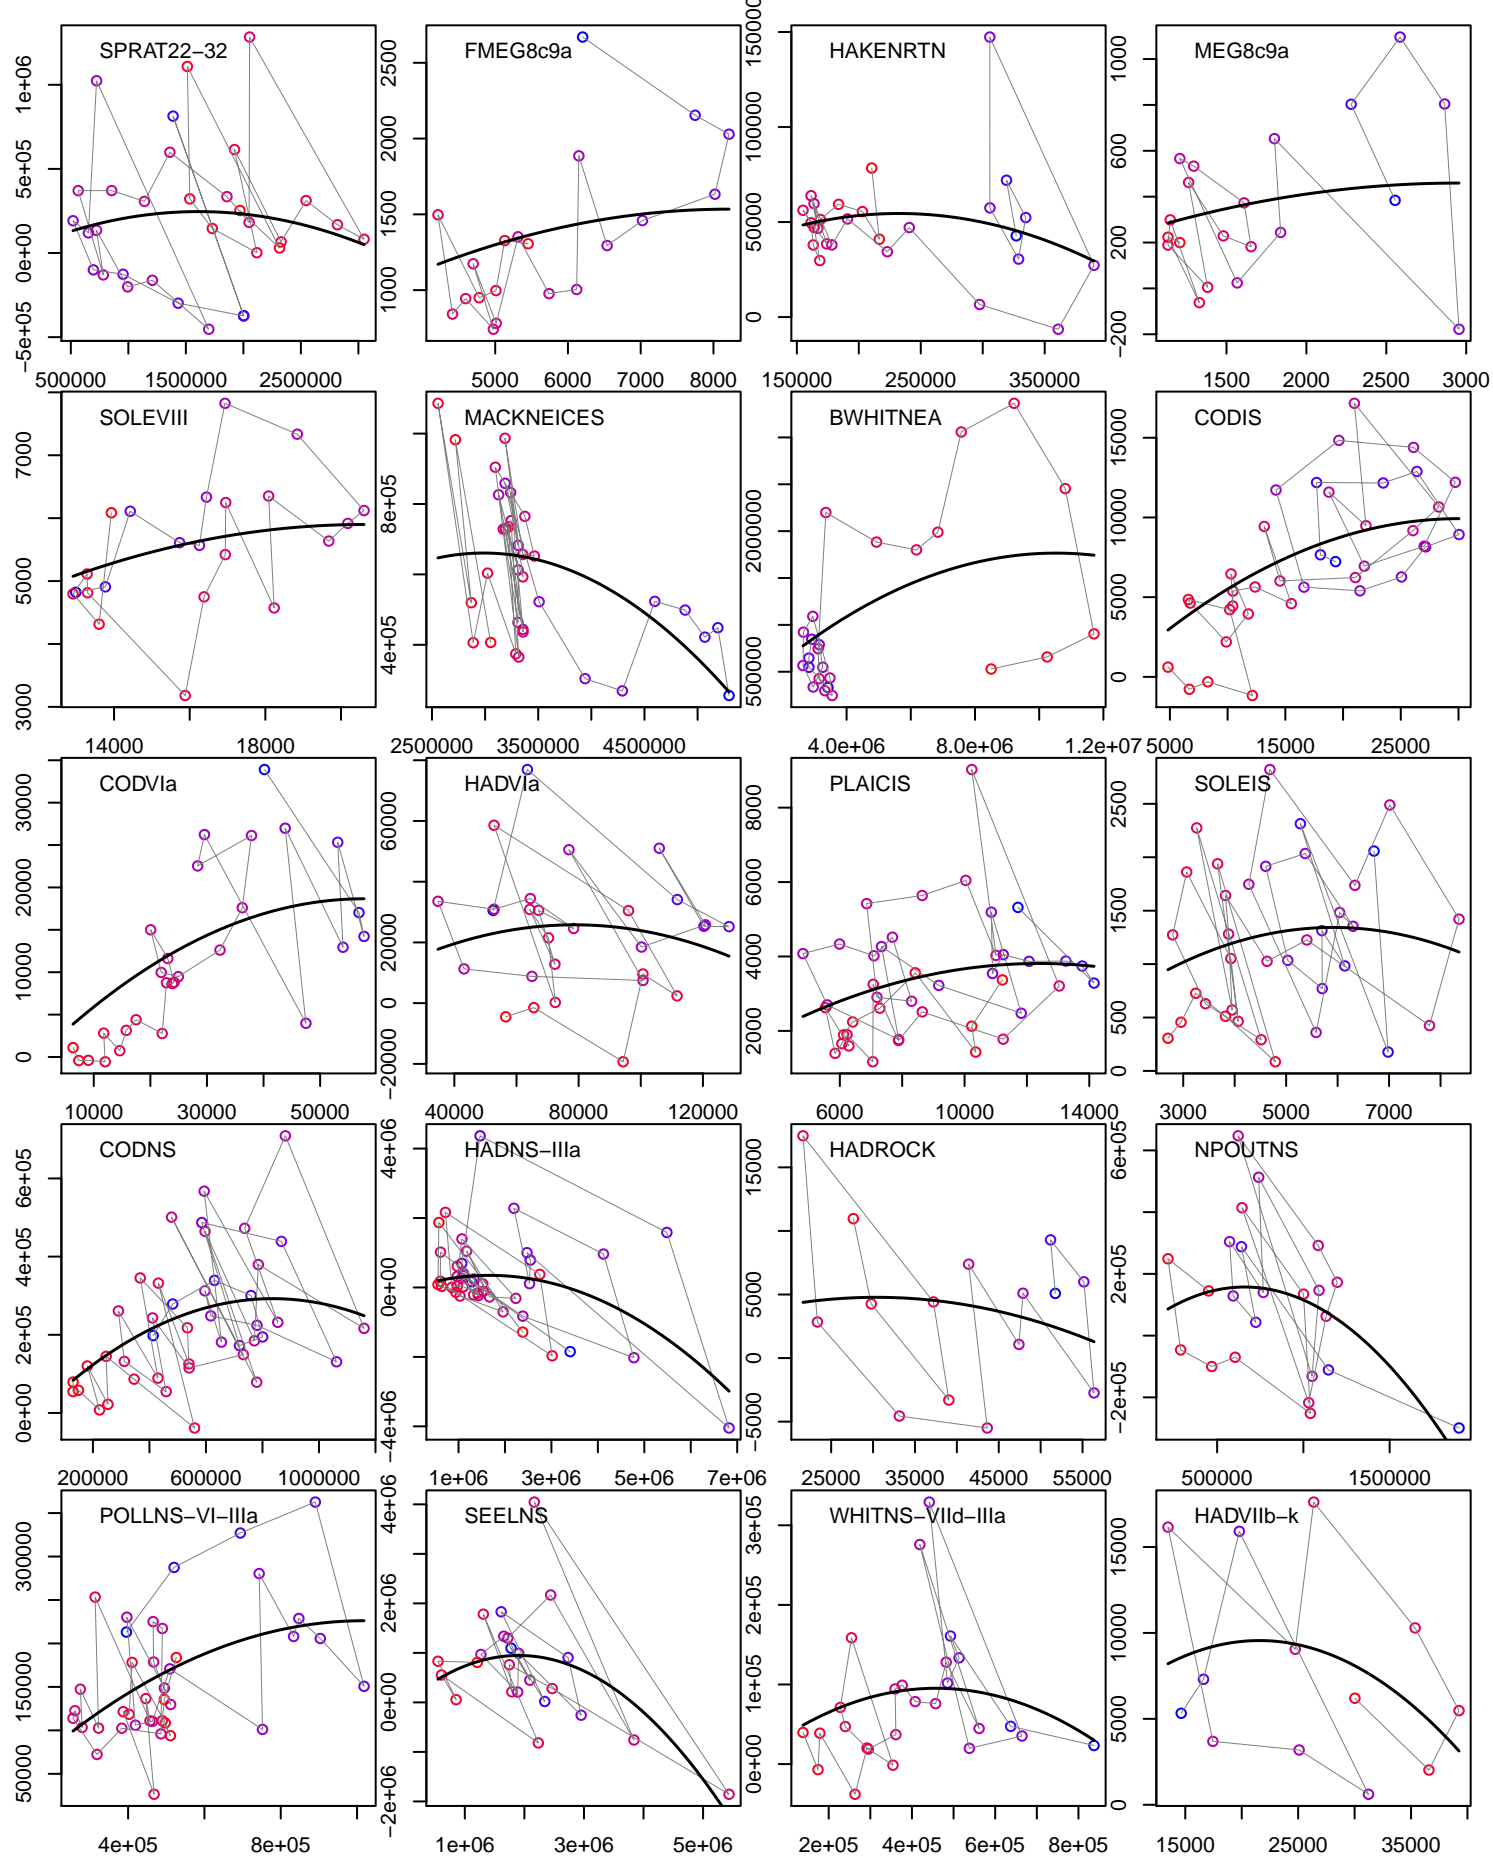 SPRAT22−32
−5e+05 0e+00 5e+05 1e+06
500000 1500000 2500000
FMEG8c9a
1000 1500 2000 2500
5000 6000 7000 8000
HAKENRTN
0 50000 100000 150000
150000 250000 350000
MEG8c9a
−200 200 600 1000
1500 2000 2500 3000
SOLEVIII
3000 5000 7000
14000 18000
MACKNEICES
4e+05 8e+05
2500000 3500000 4500000
BWHITNEA
500000 2000000
4.0e+06 8.0e+06 1.2e+07
CODIS
0 5000 10000 15000
5000 15000 25000
CODVIa
0 10000 20000 30000
10000 30000 50000
HADVIa
−20000 0 20000 60000
40000 80000 120000
PLAICIS
2000 4000 6000 8000
6000 10000 14000
SOLEIS
0 500 1500 2500
3000 5000 7000
CODNS
0e+00 2e+05 4e+05 6e+05
200000 600000 1000000
HADNS−IIIa
−4e+06 0e+00 4e+06
1e+06 3e+06 5e+06 7e+06
HADROCK
−5000 0 5000 15000
25000 35000 45000 55000
NPOUTNS
−2e+05 2e+05 6e+05
5000000 1500000
POLLNS−VI−IIIa
50000 150000 300000
4e+05 8e+05
SEELNS
−2e+06 0e+00 2e+06 4e+06
1e+06 3e+06 5e+06
WHITNS−VIId−IIIa
0e+00 1e+05 2e+05 3e+05
2e+05 4e+05 6e+05 8e+05
HADVIIb−k
0 5000 10000 15000
15000 25000 35000